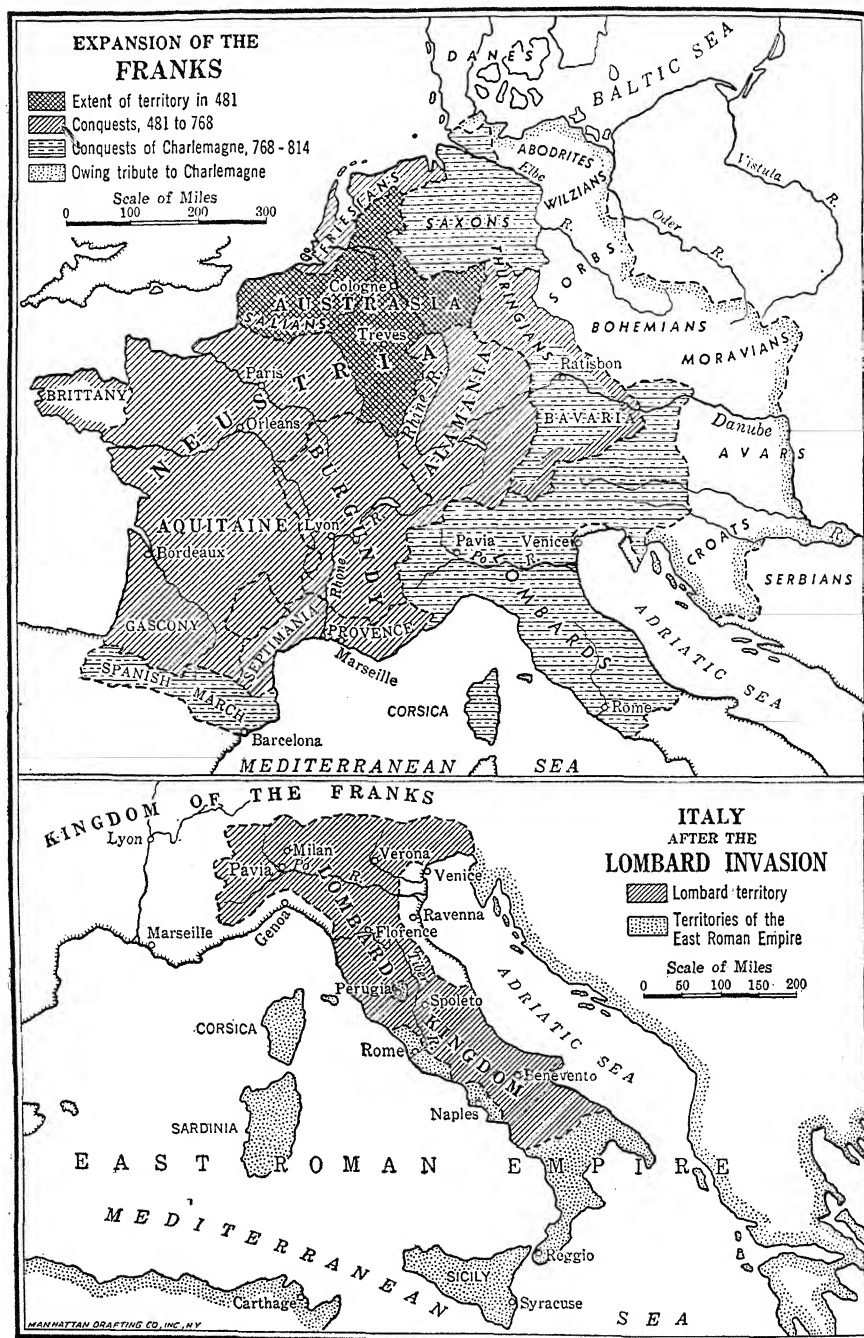 EXPANSION OF THE
FRANKS
Extent of territory in 481
Conquests, 481 to 768
Conquests of Charlemagne, 768-814
Owing tribute to Charlemagne
Scale of Miles
0 100 200 300
DANES
BALTIC SEA
ABODRITES
Elbe
WILZIANS
Vistula
R.
FRIESIANS
SAXONS
R.
Oder
R.
SORBS
THURINGIANS
Cologne
AUSTRASIA
SALIANS
Treves
BOHEMIANS
MORAVIANS
Paris
Ratisbon
BRITTANY
Rhine R.
NEUSTRIA
Orleans
ALAMANIA
BAVARIA
Danube
AVARS
BURGUNDY
AQUITAINE
Lyon
R.
Rhone
Bordeaux
Pavia
Venice
Po R.
CROATS
R.
SERBIANS
LOMBARDS
GASCONY
SEPTIMANIA
PROVENCE
Marseille
ADRIATIC SEA
SPANISH MARCH
CORSICA
Rome
Barcelona
MEDITERRANEAN SEA
KINGDOM OF THE FRANKS
ITALY
AFTER THE
LOMBARD INVASION
Lombard territory
Territories of the
East Roman Empire
Scale of Miles
0 50 100 150 200
Lyon
Milan
Po R.
Verona
Pavia
Venice
Genoa
Ravenna
Marseille
Florence
LOMBARD KINGDOM
Tiber
Perugia
Spoleto
ADRIATIC SEA
CORSICA
R.
Rome
Benevento
Naples
SARDINIA
EAST ROMAN EMPIRE
MEDITERRANEAN SEA
Reggio
SICILY
Carthage
Syracuse
MANHATTAN DRAFTING CO., INC., NY